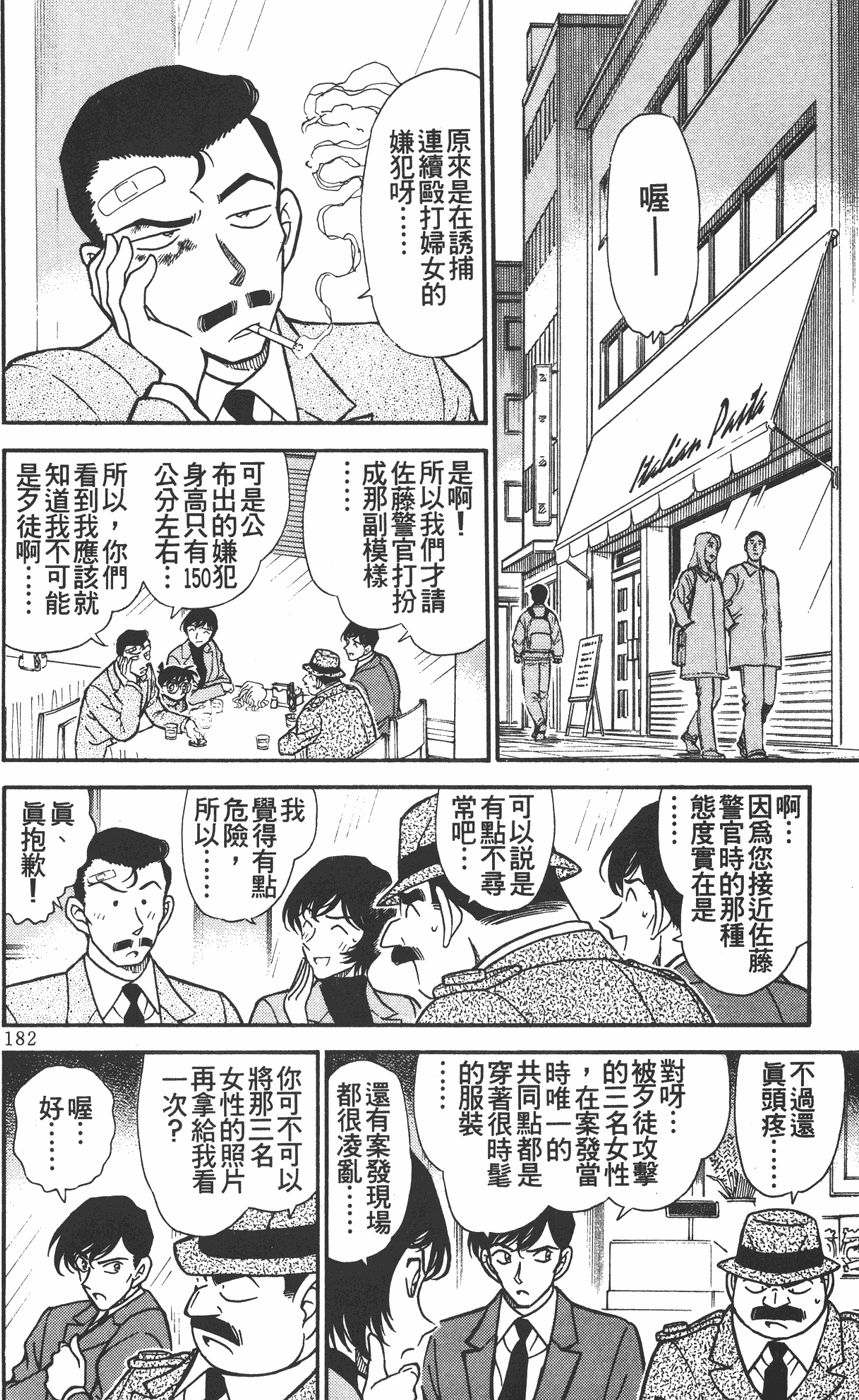 喔—
Italian Pasta
原來是在誘捕
連續毆打婦女的
嫌犯呀……
是啊！
所以我們才請
佐藤警官打扮
成那副模樣
……
可是公
布出的嫌犯
身高只有150
公分左右…
所以，你們
看到我應該就
知道我不可能
是歹徒啊……
啊…
因為您接近佐藤
警官時的那種
態度實在是
……
可以說是
有點不尋
常吧…
我
覺得有點
危險，
所以……
真、
真抱歉！
182
不過還
真頭疼……
對呀…
被歹徒攻擊
的三名女性
，在案發當
時唯一的
共同點都是
穿著很時髦
的服裝
還有案發現場
都很凌亂……
你可不可以
將那三名
女性的照片
再拿給我看
一次？
喔……
好……